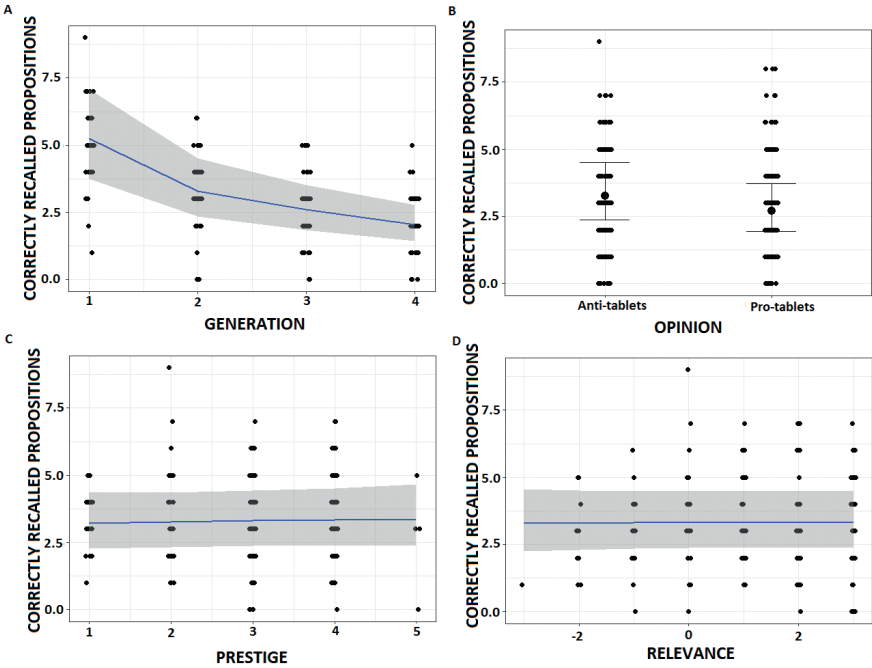 A
CORRECTLY RECALLED PROPOSITIONS
7.5
5.0
2.5
0.0
1 2 3 4
GENERATION
B
CORRECTLY RECALLED PROPOSITIONS
7.5
5.0
2.5
0.0
Anti-tablets Pro-tablets
OPINION
C
CORRECTLY RECALLED PROPOSITIONS
7.5
5.0
2.5
0.0
1 2 3 4 5
PRESTIGE
D
CORRECTLY RECALLED PROPOSITIONS
7.5
5.0
2.5
0.0
-2 0 2
RELEVANCE